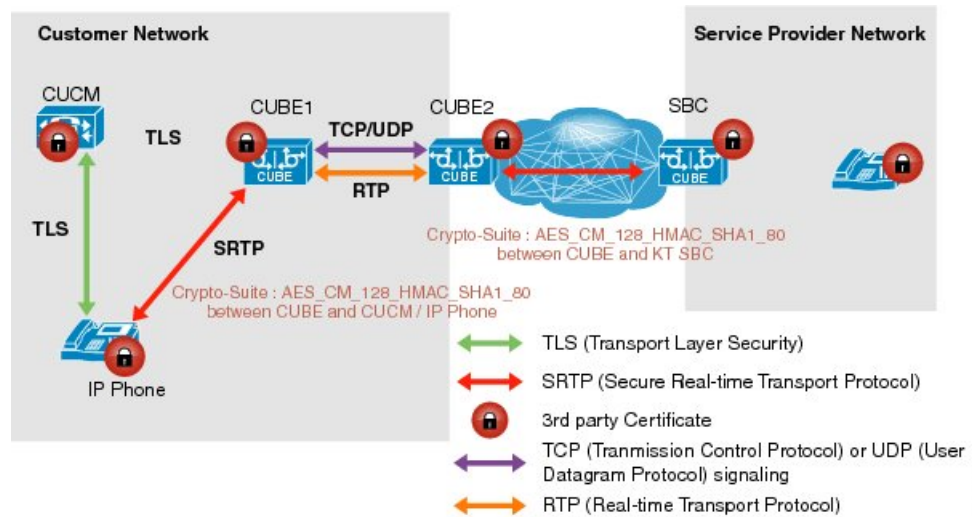 Customer Network
Service Provider Network
CUCM
CUBE1
CUBE2
SBC
TLS
TCP/UDP
CUBE
CUBE
CUBE
RTP
TLS
SRTP
Crypto-Suite : AES_CM_128_HMAC_SHA1_80
between CUBE and KT SBC
Crypto-Suite : AES_CM_128_HMAC_SHA1_80
between CUBE and CUCM / IP Phone
IP Phone
TLS (Transport Layer Security)
SRTP (Secure Real-time Transport Protocol)
3rd party Certificate
TCP (Tranmission Control Protocol) or UDP (User
Datagram Protocol) signaling
RTP (Real-time Transport Protocol)